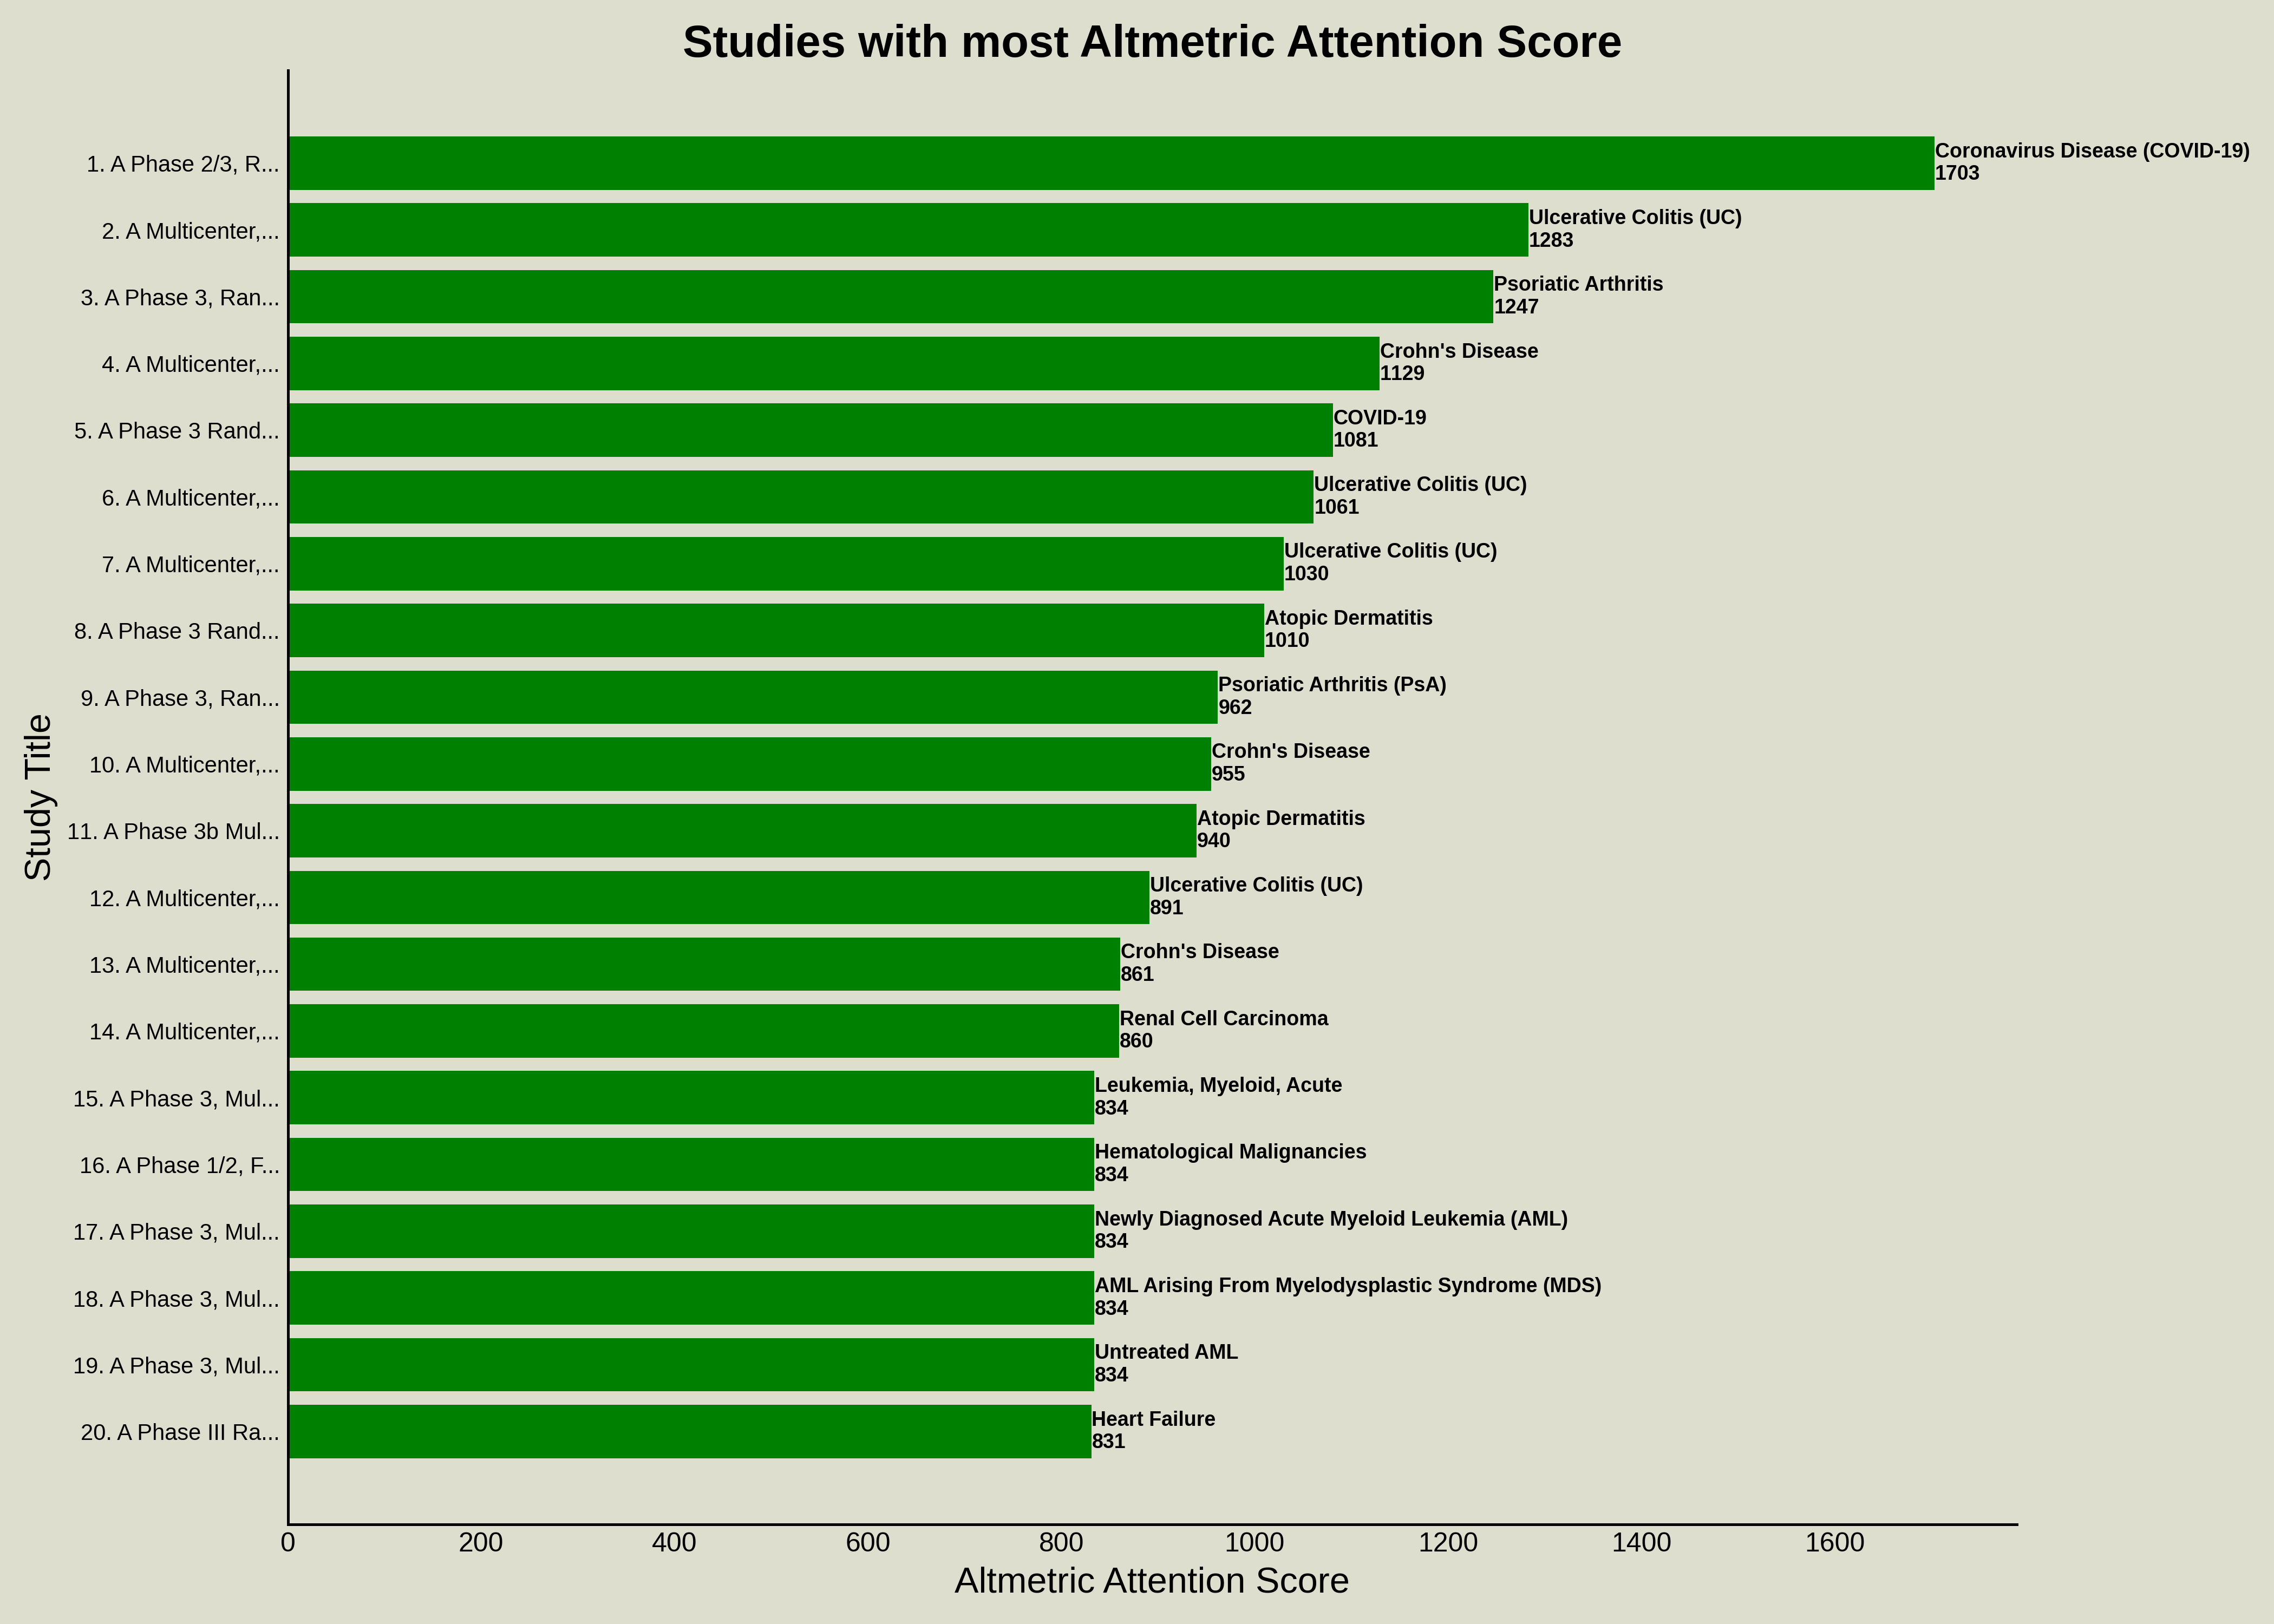 Studies with most Altmetric Attention Score
1. A Phase 2/3, R...
Coronavirus Disease (COVID-19)
1703
2. A Multicenter,...
Ulcerative Colitis (UC)
1283
3. A Phase 3, Ran...
Psoriatic Arthritis
1247
4. A Multicenter,...
Crohn's Disease
1129
5. A Phase 3 Rand...
COVID-19
1081
6. A Multicenter,...
Ulcerative Colitis (UC)
1061
7. A Multicenter,...
Ulcerative Colitis (UC)
1030
8. A Phase 3 Rand...
Atopic Dermatitis
1010
9. A Phase 3, Ran...
Psoriatic Arthritis (PsA)
962
10. A Multicenter,...
Crohn's Disease
955
11. A Phase 3b Mul...
Atopic Dermatitis
940
12. A Multicenter,...
Ulcerative Colitis (UC)
891
13. A Multicenter,...
Crohn's Disease
861
14. A Multicenter,...
Renal Cell Carcinoma
860
15. A Phase 3, Mul...
Leukemia, Myeloid, Acute
834
16. A Phase 1/2, F...
Hematological Malignancies
834
17. A Phase 3, Mul...
Newly Diagnosed Acute Myeloid Leukemia (AML)
834
18. A Phase 3, Mul...
AML Arising From Myelodysplastic Syndrome (MDS)
834
19. A Phase 3, Mul...
Untreated AML
834
20. A Phase III Ra...
Heart Failure
831
Study Title
0 200 400 600 800 1000 1200 1400 1600
Altmetric Attention Score